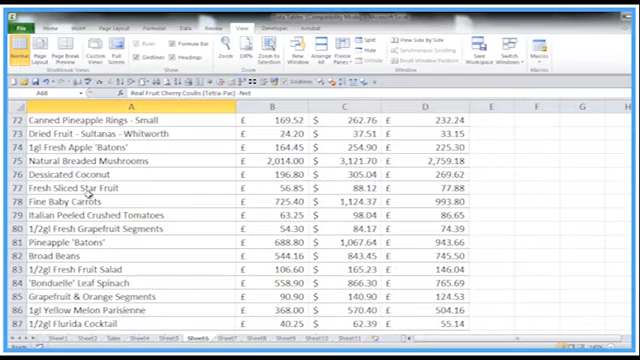 Data Tables [Compatibility Mode] - Microsoft Excel
File Home Insert Page Layout Formulas Data Review View Developer
Normal Page Layout Page Break Preview Custom Views Full Screen
Ruler Formula Bar
Gridlines Headings
Zoom 100% Zoom to Selection
New Window Arrange All Freeze Panes
Split Hide
View Side by Side
Synchronous Scrolling
Save Workspace Switch Windows Macros
Workbook Views Show Zoom Window Macros
A68 Real Fruit Cherry Coulis (Tetra-Pac) -Net
A B C D E F G H
72 Canned Pineapple Rings - Small £ 169.52 $ 262.76 £ 232.24
73 Dried Fruit - Sultanas - Whitworth £ 24.20 $ 37.51 £ 33.15
74 1gl Fresh Apple 'Batons' £ 164.45 $ 254.90 £ 225.30
75 Natural Breaded Mushrooms £ 2,014.00 $ 3,121.70 £ 2,759.18
76 Dessicated Coconut £ 196.80 $ 305.04 £ 269.62
77 Fresh Sliced Star Fruit £ 56.85 $ 88.12 £ 77.88
78 Fine Baby Carrots £ 725.40 $ 1,124.37 £ 993.80
79 Italian Peeled Crushed Tomatoes £ 63.25 $ 98.04 £ 86.65
80 1/2gl Fresh Grapefruit Segments £ 54.30 $ 84.17 £ 74.39
81 Pineapple 'Batons' £ 688.80 $ 1,067.64 £ 943.66
82 Broad Beans £ 544.16 $ 843.45 £ 745.50
83 1/2gl Fresh Fruit Salad £ 106.60 $ 165.23 £ 146.04
84 'Bonduelle' Leaf Spinach £ 558.90 $ 866.30 £ 765.69
85 Grapefruit & Orange Segments £ 90.90 $ 140.90 £ 124.53
86 1gl Yellow Melon Parisienne £ 368.00 $ 570.40 £ 504.16
87 1/2gl Florida Cocktail £ 40.25 $ 62.39 £ 55.14
Sheet1 Sheet2 Sales Sheet4 Sheet5 Sheet6 Sheet7 Sheet8 Sheet9 Sheet10 Sheet11